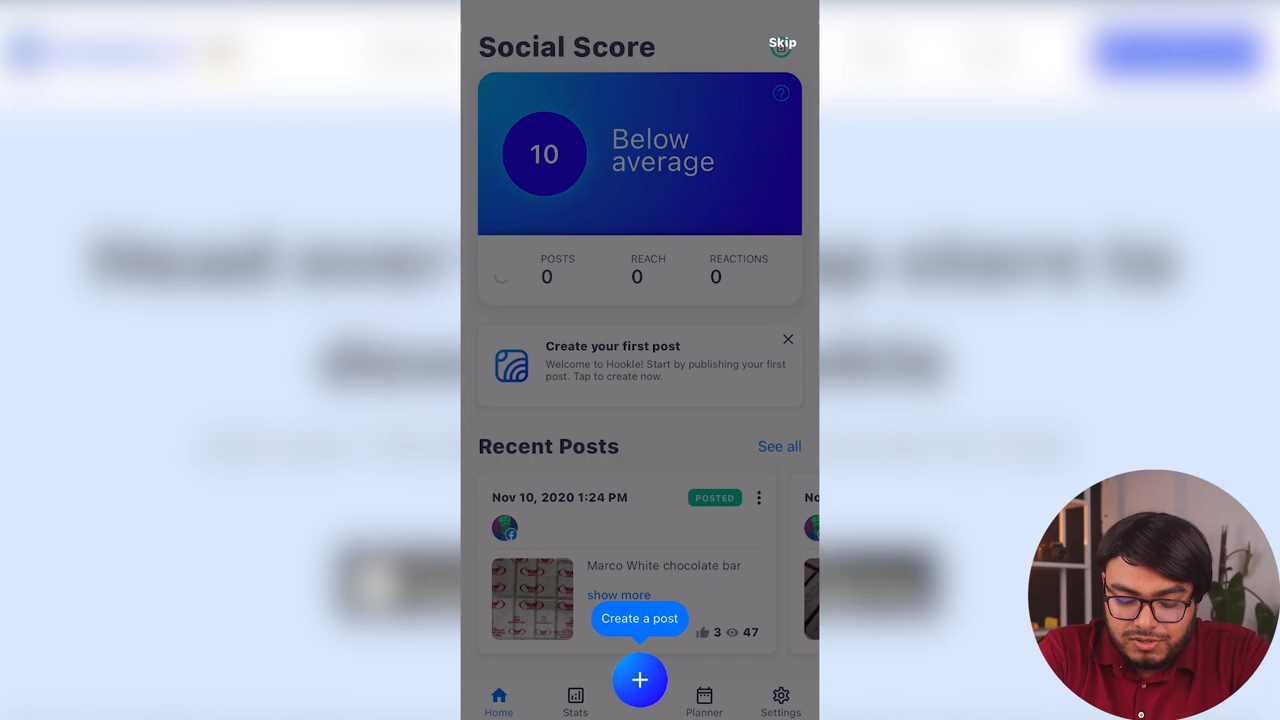 Social Score
Skip
10
Below
average
POSTS
0
REACH
0
REACTIONS
0
Create your first post
Welcome to Hookle! Start by publishing your first
post. Tap to create now.
Recent Posts
See all
Nov 10, 2020 1:24 PM
POSTED
Marco White chocolate bar
show more
Create a post
3
47
Home
Stats
Planner
Settings